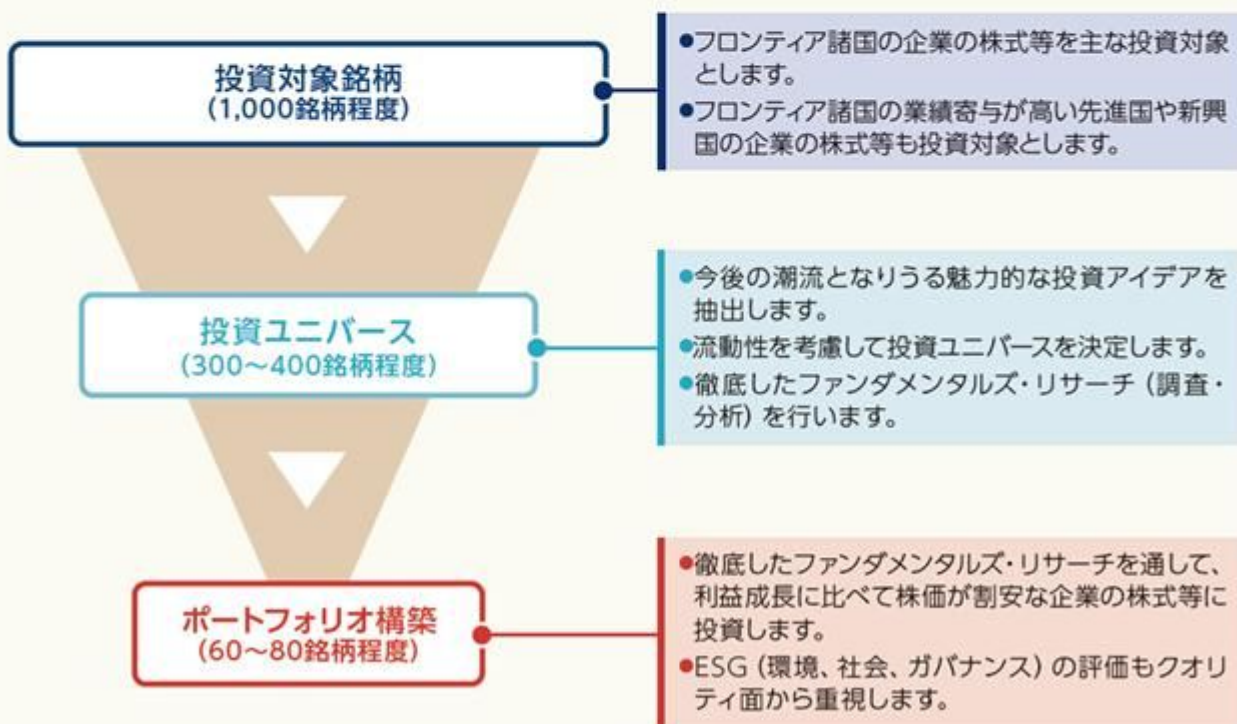 投資対象銘柄
(1,000銘柄程度)
●フロンティア諸国の企業の株式等を主な投資対象
とします。
●フロンティア諸国の業績寄与が高い先進国や新興
国の企業の株式等も投資対象とします。
投資ユニバース
(300～400銘柄程度)
●今後の潮流となりうる魅力的な投資アイデアを
抽出します。
●流動性を考慮して投資ユニバースを決定します。
●徹底したファンダメンタルズ・リサーチ (調査・
分析) を行います。
ポートフォリオ構築
(60～80銘柄程度)
●徹底したファンダメンタルズ・リサーチを通して、
利益成長に比べて株価が割安な企業の株式等に
投資します。
●ESG (環境、社会、ガバナンス) の評価もクオリ
ティ面から重視します。